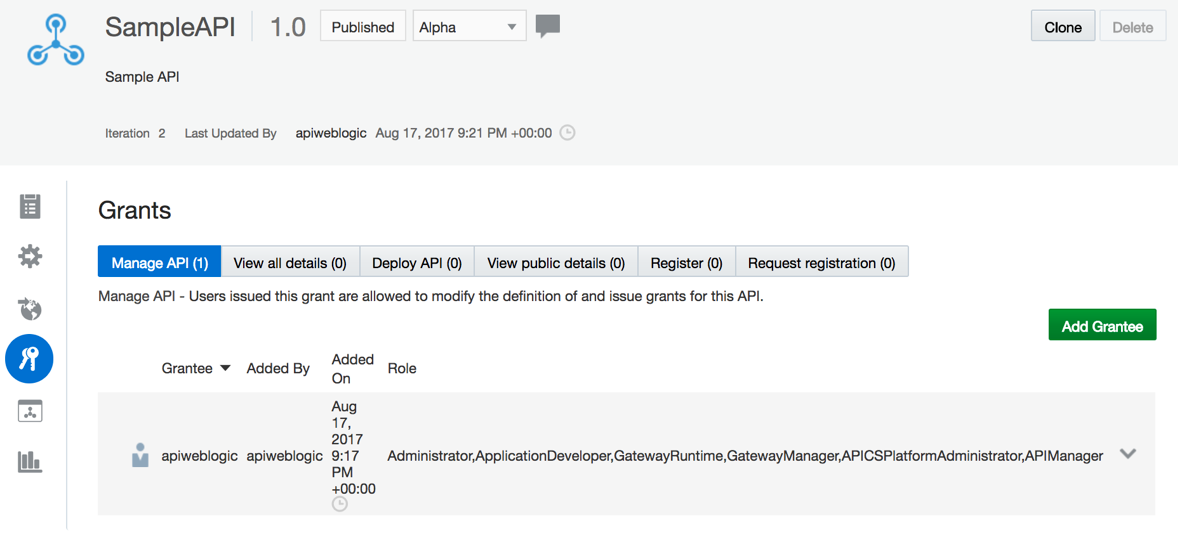 SampleAPI 1.0 Published Alpha Clone Delete
Sample API
Iteration 2 Last Updated By apiweblogic Aug 17, 2017 9:21 PM +00:00
Grants
Manage API (1) View all details (0) Deploy API (0) View public details (0) Register (0) Request registration (0)
Manage API - Users issued this grant are allowed to modify the definition of and issue grants for this API.
Add Grantee
Grantee Added By Added On Role
apiweblogic apiweblogic Aug 17, 2017 9:17 PM +00:00 Administrator,ApplicationDeveloper,GatewayRuntime,GatewayManager,APICSPlatformAdministrator,APIManager